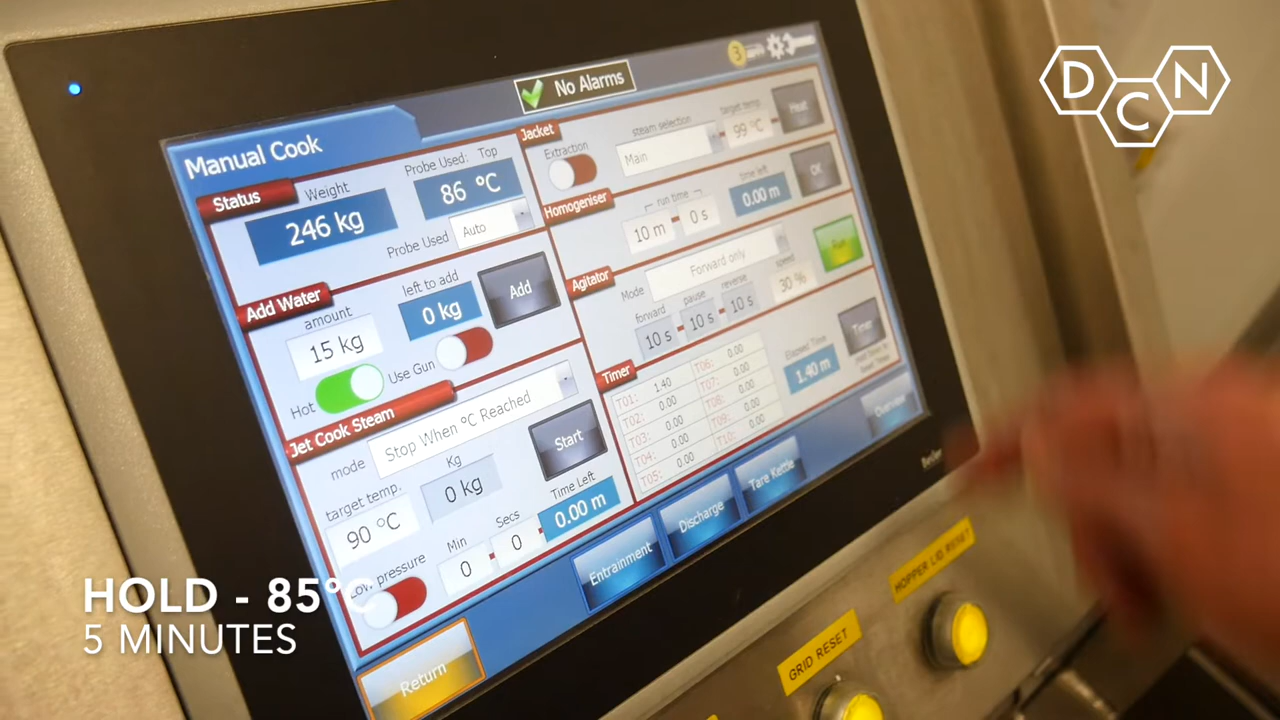 D C N
No Alarms
Manual Cook
Status
Weight
246 kg
Probe Used: Top
86 °C
Probe Used
Auto
Add Water
amount
15 kg
left to add
0 kg
Add
Hot
Use Gun
Jet Cook Steam
mode
Stop When °C Reached
target temp.
90 °C
Kg
0 kg
Start
Low pressure
Min
0
Secs
0
Time Left
0.00 m
Jacket
Extraction
steam selection
Main
target temp.
99 °C
Heat
Homogeniser
run time
10 m
0 s
time left
0.00 m
Agitator
Mode
Forward only
forward
10 s
pause
10 s
reverse
10 s
speed
30 %
Run
Timer
T01: 1.40
T02: 0.00
T03: 0.00
T04: 0.00
T05: 0.00
T06: 0.00
T07: 0.00
T08: 0.00
T09: 0.00
T10: 0.00
Elapsed Time
1.40 m
Timer
Overview
Return
Entrainment
Discharge
Tare Kettle
HOPPER LID RESET
GRID RESET
HOLD - 85°C
5 MINUTES